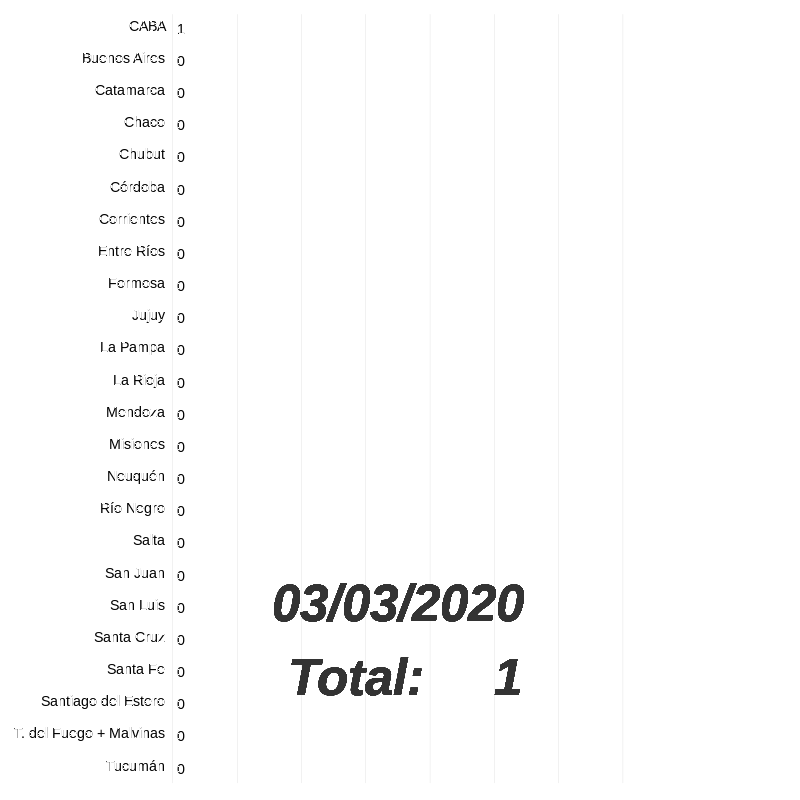 CABA 1
Buenos Aires 0
Catamarca 0
Chaco 0
Chubut 0
Córdoba 0
Corrientes 0
Entre Ríos 0
Formosa 0
Jujuy 0
La Pampa 0
La Rioja 0
Mendoza 0
Misiones 0
Neuquén 0
Río Negro 0
Salta 0
San Juan 0
San Luis 0
Santa Cruz 0
Santa Fe 0
Santiago del Estero 0
T. del Fuego + Malvinas 0
Tucumán 0
03/03/2020
Total: 1